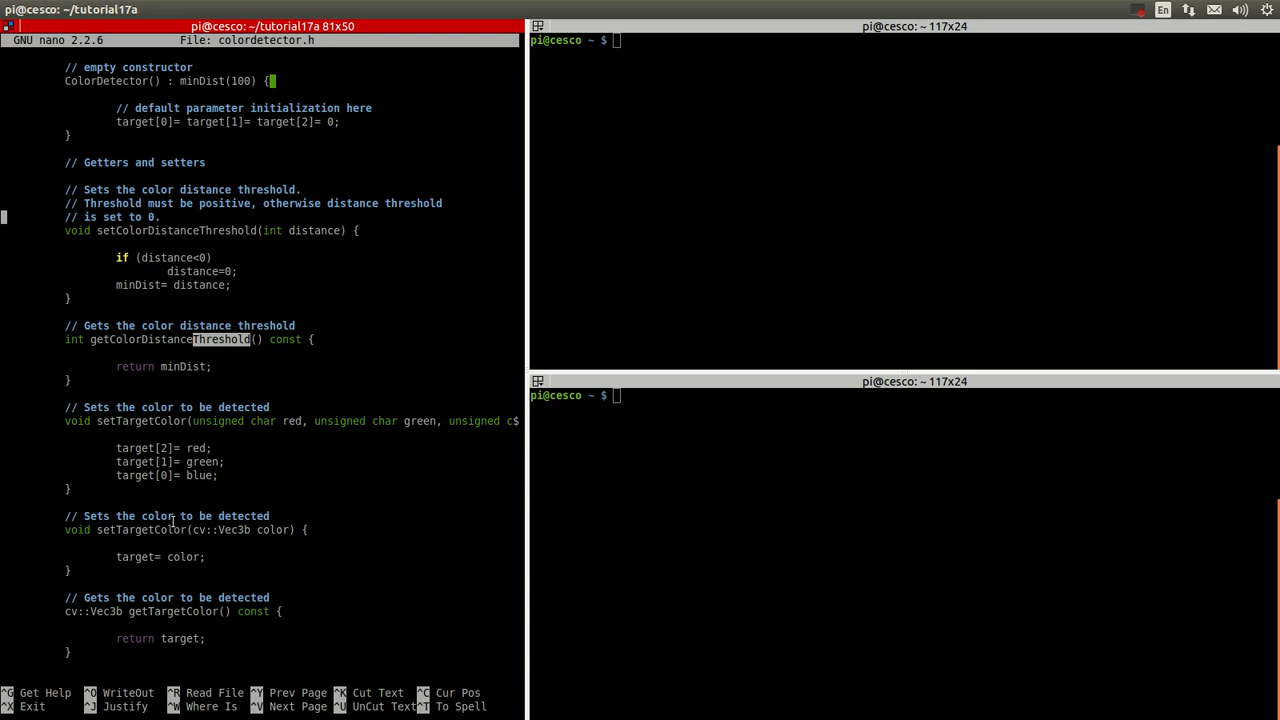 pi@cesco: ~/tutorial17a
En
pi@cesco: ~/tutorial17a 81x50
GNU nano 2.2.6 File: colordetector.h
// empty constructor
ColorDetector() : minDist(100) {
// default parameter initialization here
target[0]= target[1]= target[2]= 0;
}
// Getters and setters
// Sets the color distance threshold.
// Threshold must be positive, otherwise distance threshold
// is set to 0.
void setColorDistanceThreshold(int distance) {
if (distance<0)
distance=0;
minDist= distance;
}
// Gets the color distance threshold
int getColorDistanceThreshold() const {
return minDist;
}
// Sets the color to be detected
void setTargetColor(unsigned char red, unsigned char green, unsigned c$
target[2]= red;
target[1]= green;
target[0]= blue;
}
// Sets the color to be detected
void setTargetColor(cv::Vec3b color) {
target= color;
}
// Gets the color to be detected
cv::Vec3b getTargetColor() const {
return target;
}
^G Get Help ^O WriteOut ^R Read File ^Y Prev Page ^K Cut Text ^C Cur Pos
^X Exit ^J Justify ^W Where Is ^V Next Page ^U UnCut Text ^T To Spell
pi@cesco: ~ 117x24
pi@cesco ~ $
pi@cesco: ~ 117x24
pi@cesco ~ $